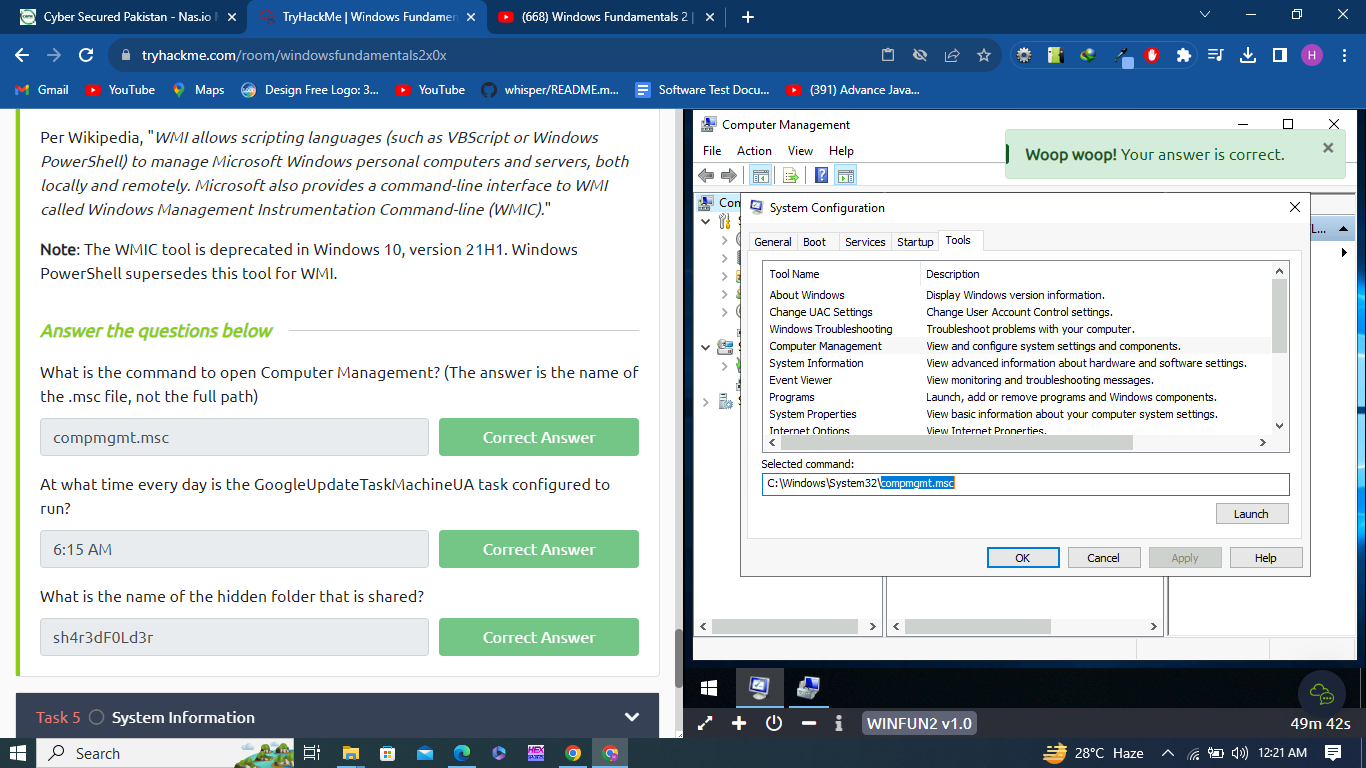 Cyber Secured Pakistan - Nas.io
TryHackMe | Windows Fundamen
(668) Windows Fundamentals 2 |
tryhackme.com/room/windowsfundamentals2x0x
H
Gmail
YouTube
Maps
Design Free Logo: 3...
YouTube
whisper/README.m...
Software Test Docu...
(391) Advance Java...
Per Wikipedia, "WMI allows scripting languages (such as VBScript or Windows
PowerShell) to manage Microsoft Windows personal computers and servers, both
locally and remotely. Microsoft also provides a command-line interface to WMI
called Windows Management Instrumentation Command-line (WMIC)."
Note: The WMIC tool is deprecated in Windows 10, version 21H1. Windows
PowerShell supersedes this tool for WMI.
Answer the questions below
What is the command to open Computer Management? (The answer is the name of
the .msc file, not the full path)
compmgmt.msc
Correct Answer
At what time every day is the GoogleUpdateTaskMachineUA task configured to
run?
6:15 AM
Correct Answer
What is the name of the hidden folder that is shared?
sh4r3dF0Ld3r
Correct Answer
Task 5 System Information
Computer Management
File Action View Help
Woop woop! Your answer is correct.
Com
L...
System Configuration
General Boot Services Startup Tools
Tool Name Description
About Windows Display Windows version information.
Change UAC Settings Change User Account Control settings.
Windows Troubleshooting Troubleshoot problems with your computer.
Computer Management View and configure system settings and components.
System Information View advanced information about hardware and software settings.
Event Viewer View monitoring and troubleshooting messages.
Programs Launch, add or remove programs and Windows components.
System Properties View basic information about your computer system settings.
Internet Options View Internet Properties.
Selected command:
C:\Windows\System32\compmgmt.msc
Launch
OK Cancel Apply Help
WINFUN2 v1.0
49m 42s
Search
HEX
28°C Haze
12:21 AM